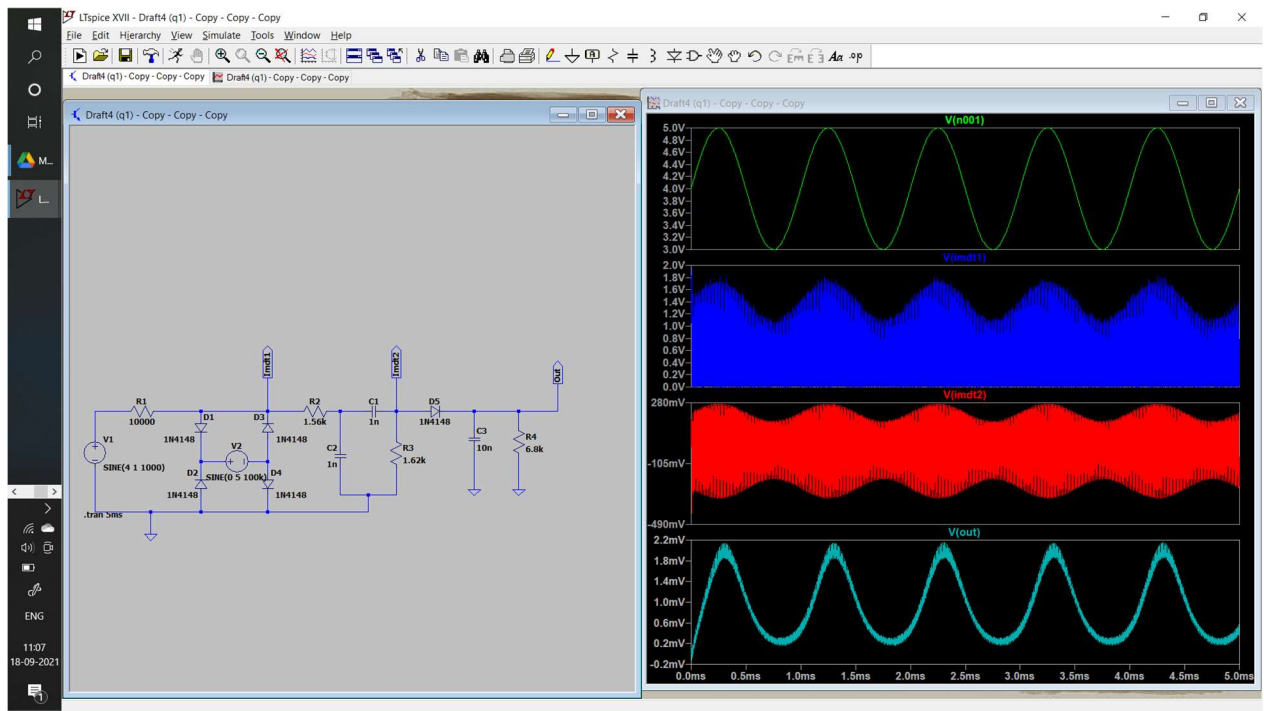 LTspice XVII - Draft4 (q1) - Copy - Copy - Copy
File Edit Hierarchy View Simulate Tools Window Help
Draft4 (q1) - Copy - Copy - Copy Draft4 (q1) - Copy - Copy - Copy
Draft4 (q1) - Copy - Copy - Copy
Imdt1
Imdt2
Out
R1
10000
D1
1N4148
D3
1N4148
R2
1.56k
C1
1n
D5
1N4148
V1
SINE(4 1 1000)
V2
SINE(0 5 100k)
D2
1N4148
D4
1N4148
C2
1n
R3
1.62k
C3
10n
R4
6.8k
.tran 5ms
Draft4 (q1) - Copy - Copy - Copy
V(n001)
5.0V
4.8V
4.6V
4.4V
4.2V
4.0V
3.8V
3.6V
3.4V
3.2V
3.0V
V(imdt1)
2.0V
1.8V
1.6V
1.4V
1.2V
1.0V
0.8V
0.6V
0.4V
0.2V
0.0V
V(imdt2)
280mV
-105mV
-490mV
V(out)
2.2mV
1.8mV
1.4mV
1.0mV
0.6mV
0.2mV
-0.2mV
0.0ms 0.5ms 1.0ms 1.5ms 2.0ms 2.5ms 3.0ms 3.5ms 4.0ms 4.5ms 5.0ms
M...
L...
ENG
11:07
18-09-2021
1